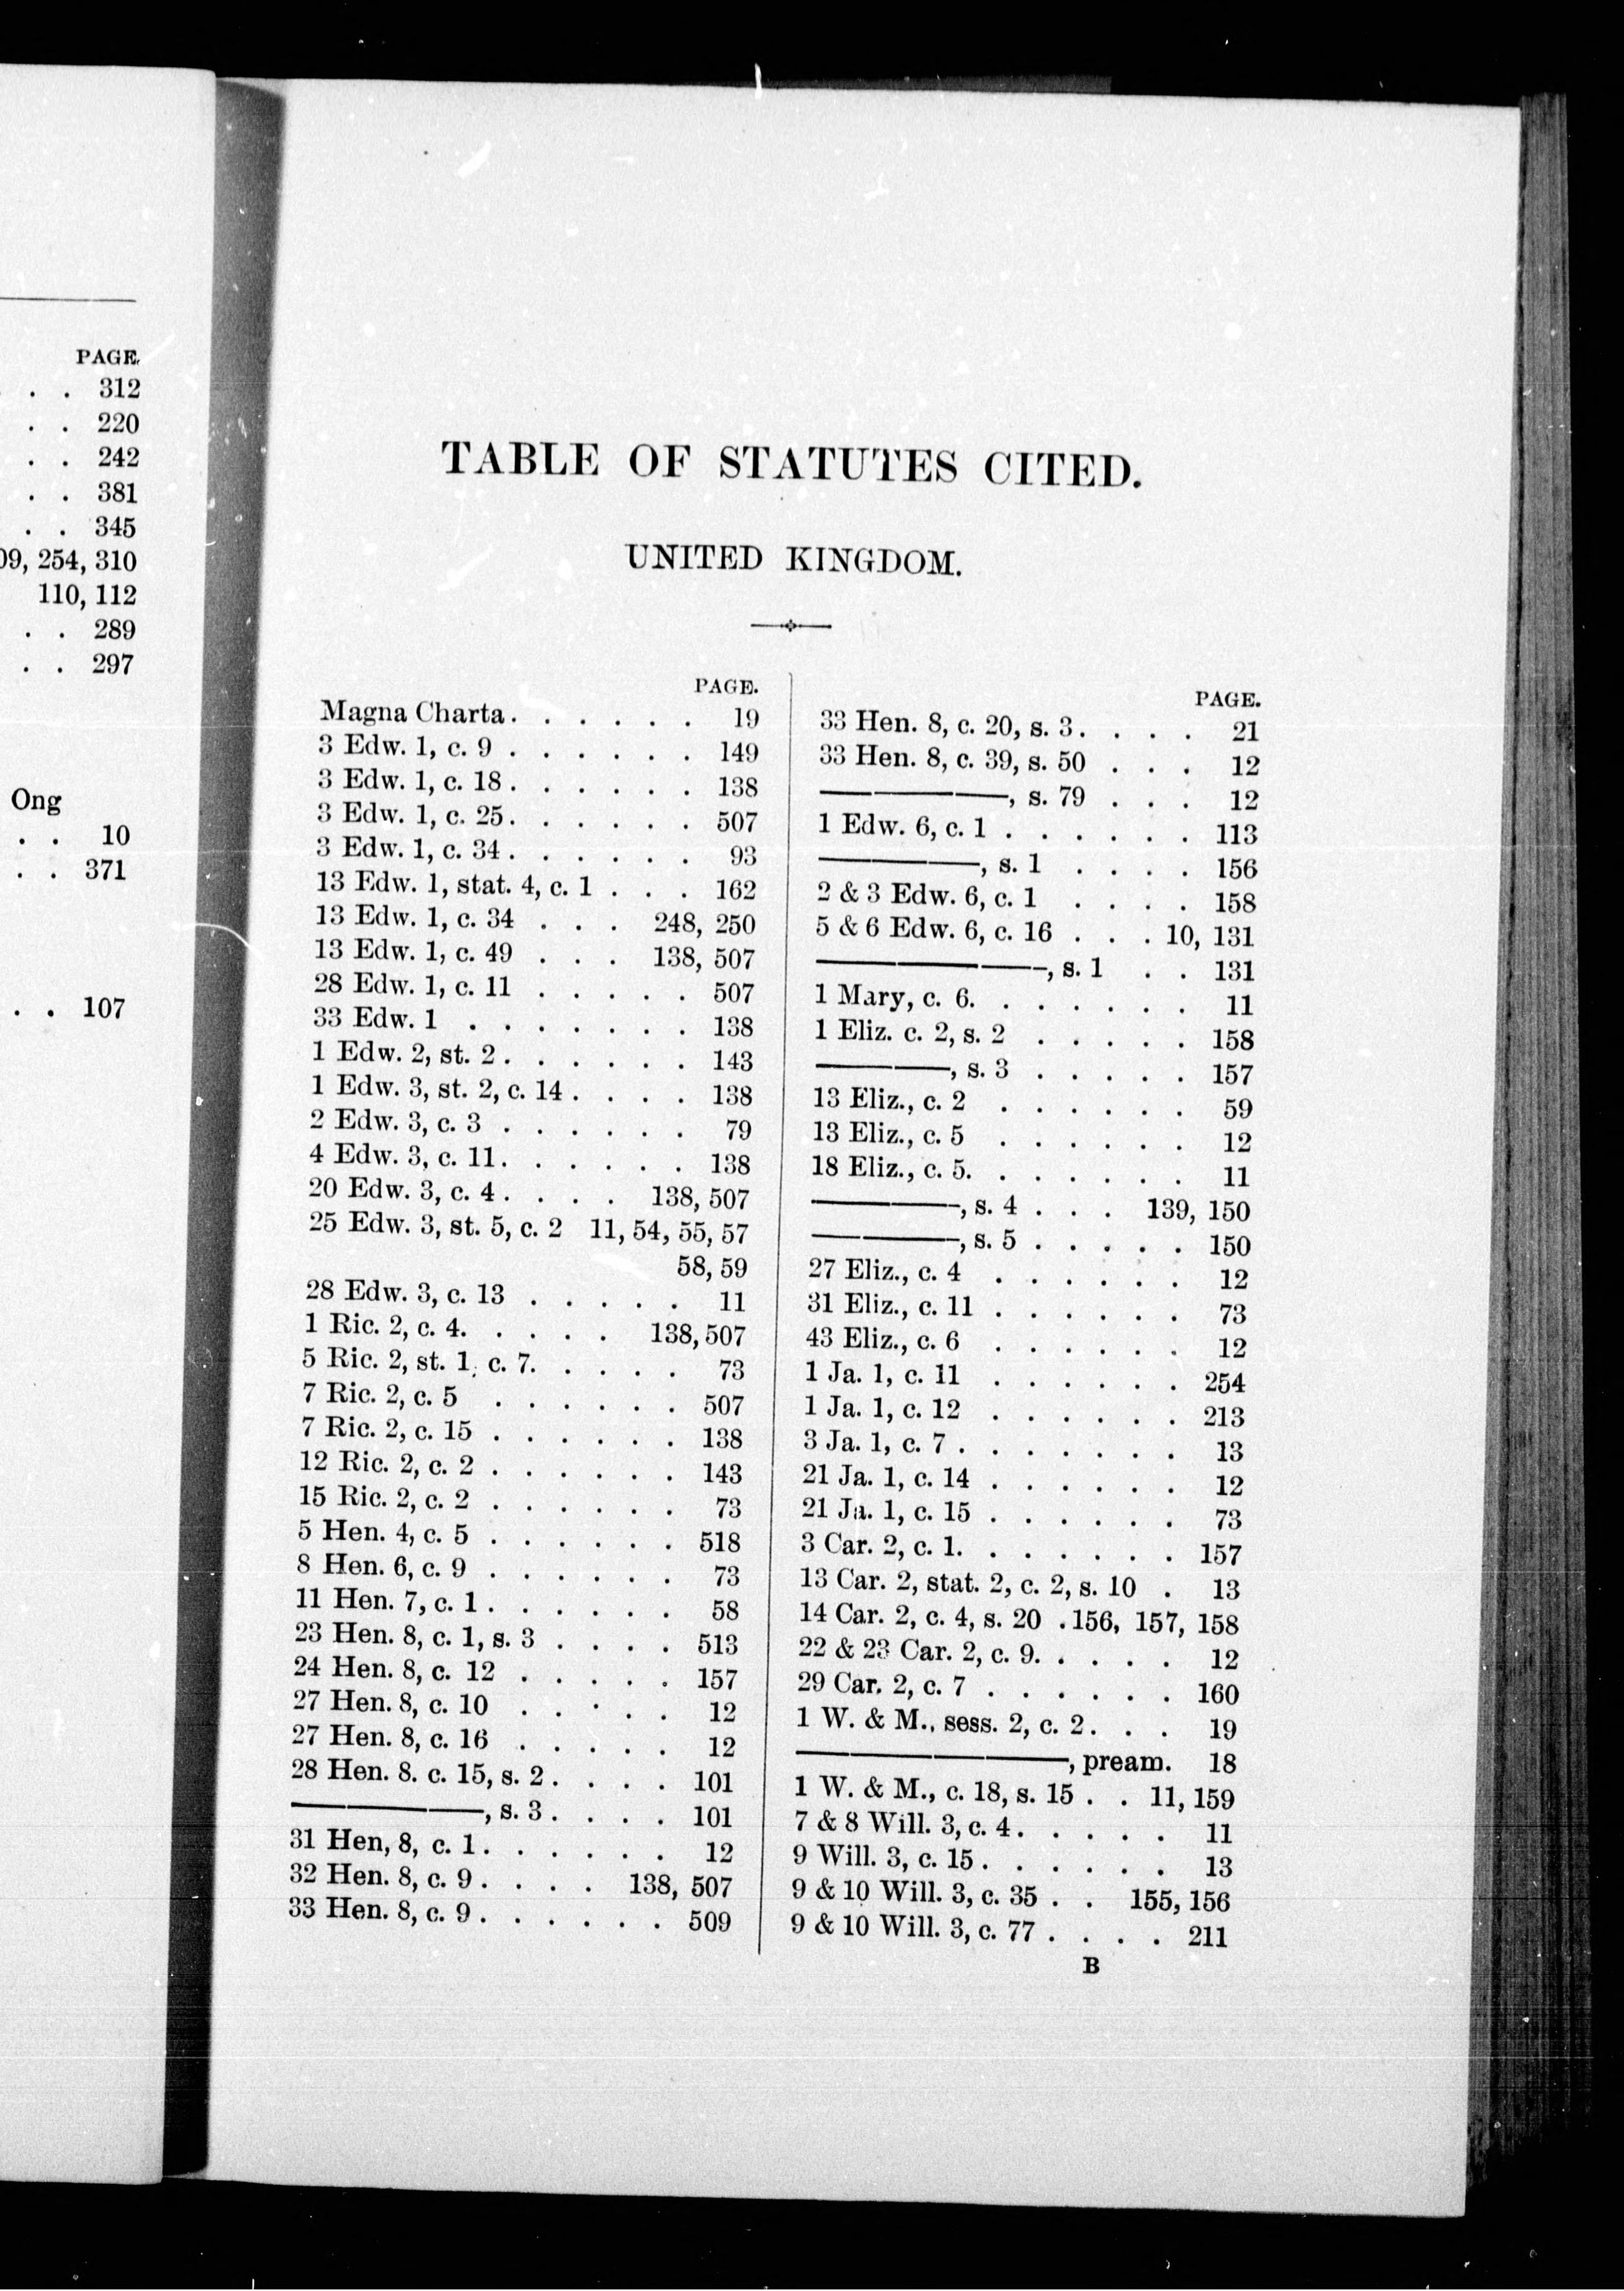 PAGE
. . 312
. . 220
. . 242
. . 381
. . 345
09, 254, 310
110, 112
. . 289
. . 297
Ong
. . 10
. . 371
. . 107
TABLE OF STATUTES CITED.
UNITED KINGDOM.
PAGE.
Magna Charta. . . . . . 19
3 Edw. 1, c. 9 . . . . . . 149
3 Edw. 1, c. 18. . . . . . 138
3 Edw. 1, c. 25. . . . . . 507
3 Edw. 1, c. 34. . . . . . 93
13 Edw. 1, stat. 4, c. 1 . . . 162
13 Edw. 1, c. 34 . . . 248, 250
13 Edw. 1, c. 49 . . . 138, 507
28 Edw. 1, c. 11 . . . . . 507
33 Edw. 1 . . . . . . . 138
1 Edw. 2, st. 2. . . . . . 143
1 Edw. 3, st. 2, c. 14. . . . 138
2 Edw. 3, c. 3 . . . . . . 79
4 Edw. 3, c. 11. . . . . . 138
20 Edw. 3, c. 4. . . . 138, 507
25 Edw. 3, st. 5, c. 2 11, 54, 55, 57
58, 59
28 Edw. 3, c. 13 . . . . . 11
1 Ric. 2, c. 4. . . . . 138, 507
5 Ric. 2, st. 1, c. 7. . . . . 73
7 Ric. 2, c. 5 . . . . . . 507
7 Ric. 2, c. 15 . . . . . . 138
12 Ric. 2, c. 2 . . . . . . 143
15 Ric. 2, c. 2 . . . . . . 73
5 Hen. 4, c. 5 . . . . . . 518
8 Hen. 6, c. 9 . . . . . . 73
11 Hen. 7, c. 1. . . . . . 58
23 Hen. 8, c. 1, s. 3 . . . . 513
24 Hen. 8, c. 12 . . . . . 157
27 Hen. 8, c. 10 . . . . . 12
27 Hen. 8, c. 16 . . . . . 12
28 Hen. 8. c. 15, s. 2. . . . 101
————, s. 3. . . . 101
31 Hen, 8, c. 1. . . . . . 12
32 Hen. 8, c. 9. . . . 138, 507
33 Hen. 8, c. 9. . . . . . 509
PAGE.
33 Hen. 8, c. 20, s. 3. . . . 21
33 Hen. 8, c. 39, s. 50 . . . 12
————, s. 79 . . . 12
1 Edw. 6, c. 1 . . . . . . 113
———, s. 1 . . . . 156
2 & 3 Edw. 6, c. 1 . . . . 158
5 & 6 Edw. 6, c. 16 . . . 10, 131
—————, s. 1 . . 131
1 Mary, c. 6. . . . . . . 11
1 Eliz. c. 2, s. 2 . . . . . 158
———, s. 3 . . . . . 157
13 Eliz., c. 2 . . . . . . 59
13 Eliz., c. 5 . . . . . . 12
18 Eliz., c. 5. . . . . . . 11
———, s. 4 . . . 139, 150
———, s. 5 . . . . . 150
27 Eliz., c. 4 . . . . . . 12
31 Eliz., c. 11 . . . . . . 73
43 Eliz., c. 6 . . . . . . 12
1 Ja. 1, c. 11 . . . . . . 254
1 Ja. 1, c. 12 . . . . . . 213
3 Ja. 1, c. 7 . . . . . . . 13
21 Ja. 1, c. 14 . . . . . . 12
21 Ja. 1, c. 15 . . . . . . 73
3 Car. 2, c. 1. . . . . . . 157
13 Car. 2, stat. 2, c. 2, s. 10 . 13
14 Car. 2, c. 4, s. 20 . 156, 157, 158
22 & 23 Car. 2, c. 9. . . . . 12
29 Car. 2, c. 7 . . . . . . 160
1 W. & M., sess. 2, c. 2. . . 19
—————, pream. 18
1 W. & M., c. 18, s. 15 . . 11, 159
7 & 8 Will. 3, c. 4. . . . . 11
9 Will. 3, c. 15. . . . . . 13
9 & 10 Will. 3, c. 35 . . 155, 156
9 & 10 Will. 3, c. 77 . . . . 211
B